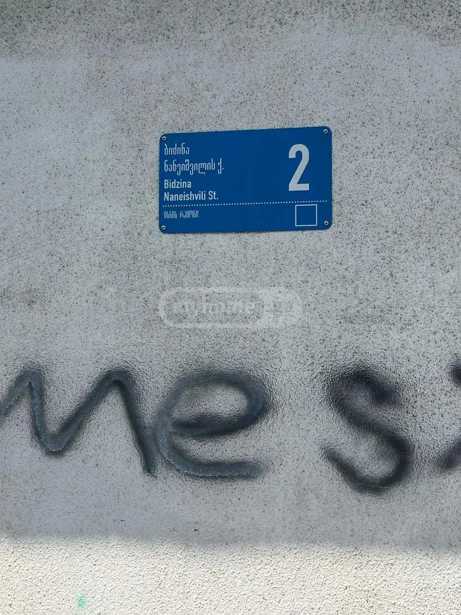 ბიძინა
ნანეიშვილის ქ.
Bidzina
Naneishvili St.
2
myhome
mes